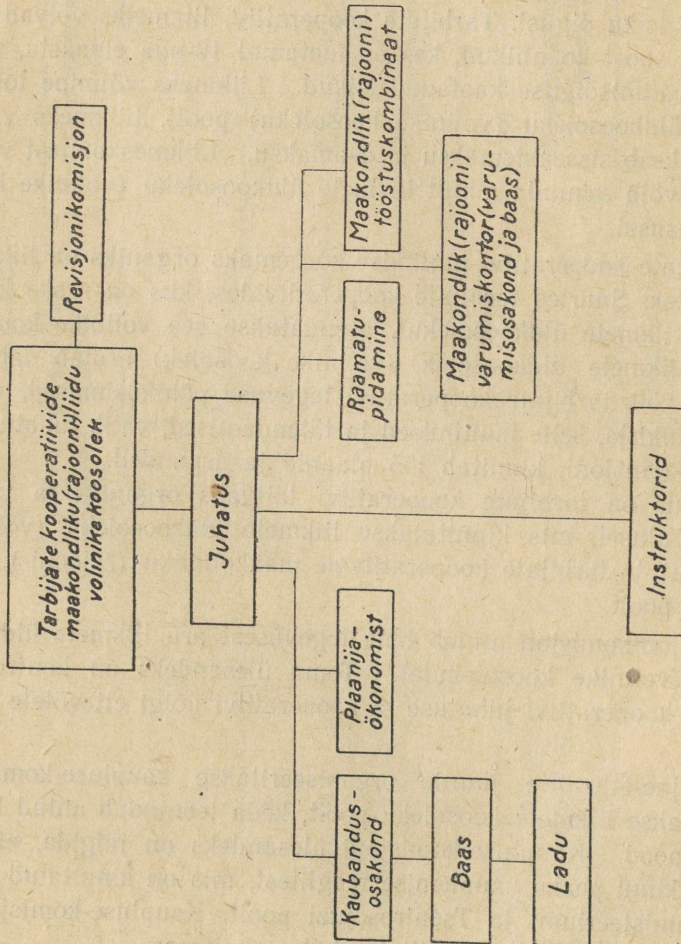 Tarbijate kooperatiivide
maakondliku(rajooni)liidu
volinike koosolek
Revisjonikomisjon
Juhatus
Kaubandus-
osakond
Plaanija-
ökonomist
Raamatu-
pidamine
Maakondlik(rajooni)
tööstuskombinaat
Baas
Maakondlik(rajooni)
varumiskontor(varu
misosakond ja baas)
Ladu
Instruktorid